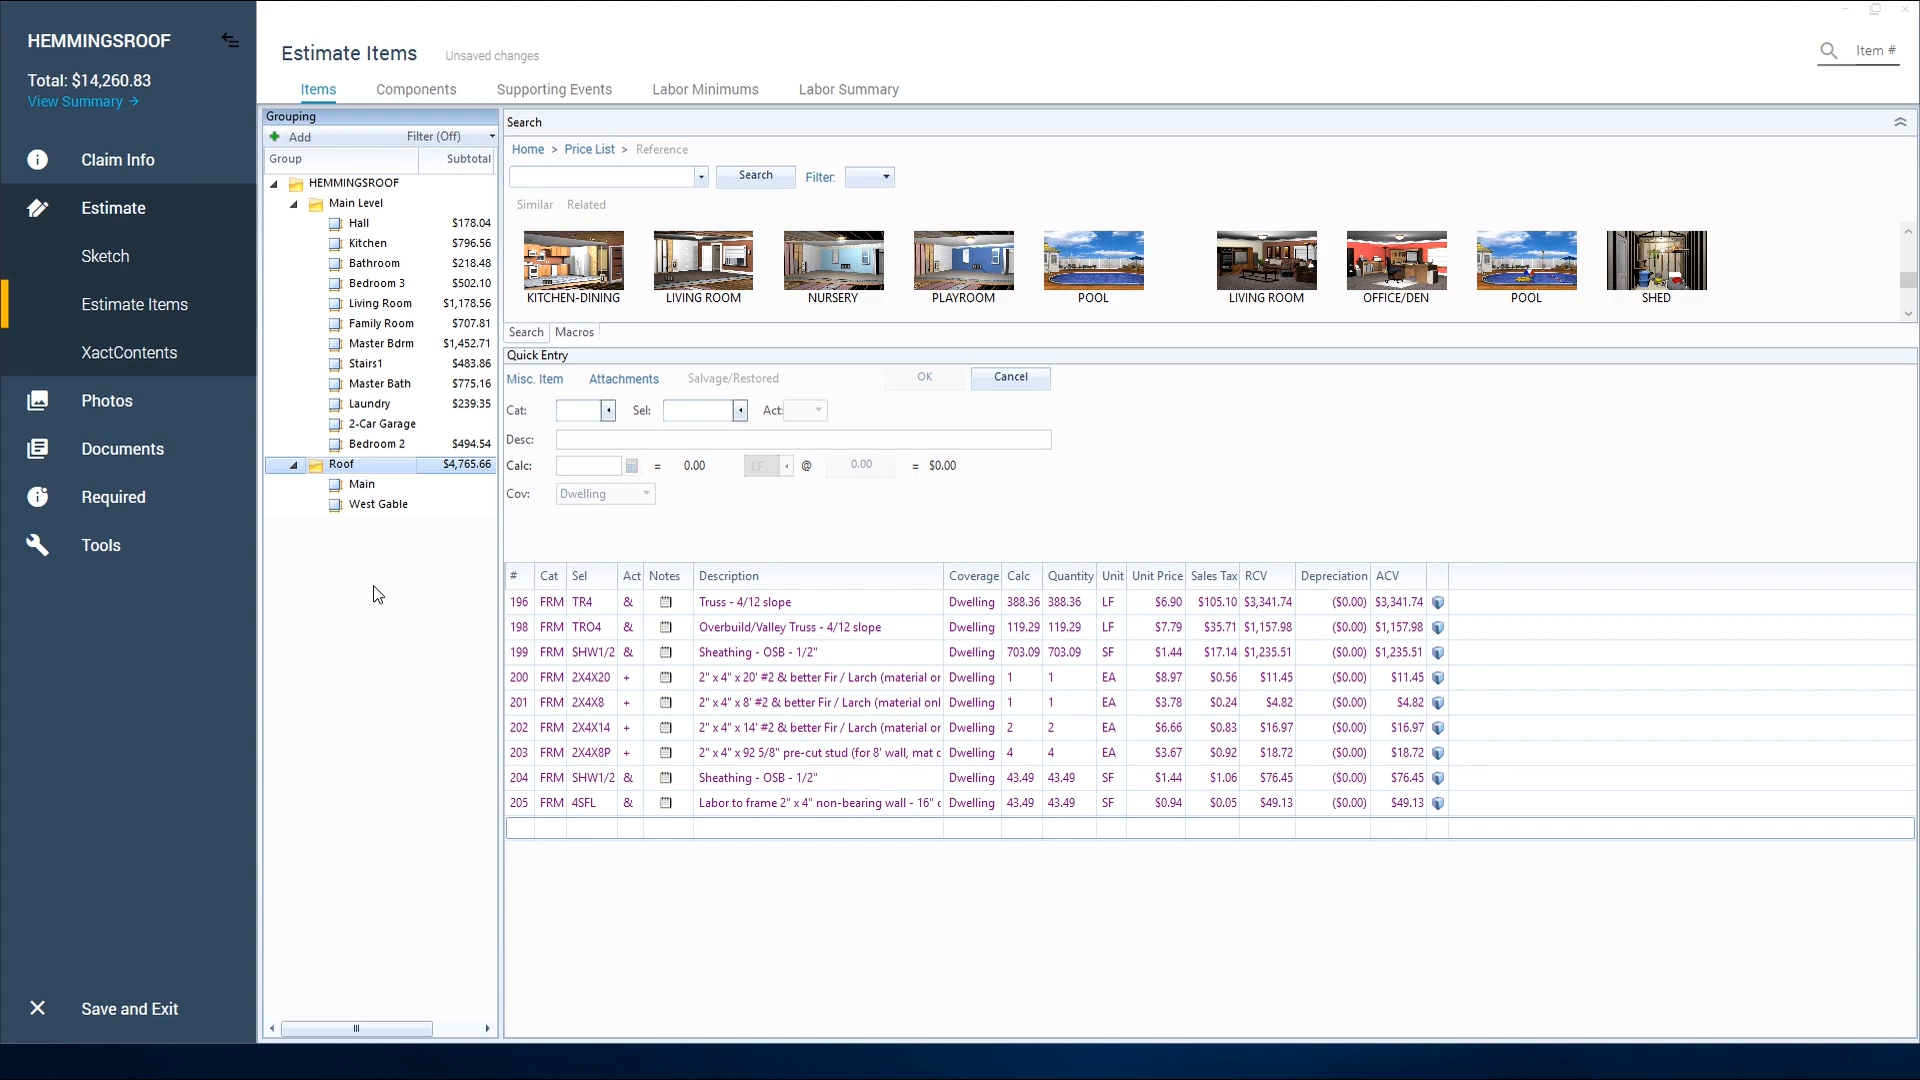 HEMMINGSROOF
Total: $14,260.83
View Summary →
Claim Info
Estimate
Sketch
Estimate Items
XactContents
Photos
Documents
Required
Tools
Save and Exit
Estimate Items Unsaved changes
Item #
Items Components Supporting Events Labor Minimums Labor Summary
Grouping
Add Filter (Off)
Group Subtotal
HEMMINGSROOF
Main Level
Hall $178.04
Kitchen $796.56
Bathroom $218.48
Bedroom 3 $502.10
Living Room $1,178.56
Family Room $707.81
Master Bdrm $1,452.71
Stairs1 $483.86
Master Bath $775.16
Laundry $239.35
2-Car Garage
Bedroom 2 $494.54
Roof $4,765.66
Main
West Gable
Search
Home > Price List > Reference
Search Filter:
Similar Related
KITCHEN-DINING LIVING ROOM NURSERY PLAYROOM POOL LIVING ROOM OFFICE/DEN POOL SHED
Search Macros
Quick Entry
Misc. Item Attachments Salvage/Restored OK Cancel
Cat: Sel: Act:
Desc:
Calc: = 0.00 LF @ 0.00 = $0.00
Cov: Dwelling
# Cat Sel Act Notes Description Coverage Calc Quantity Unit Unit Price Sales Tax RCV Depreciation ACV
196 FRM TR4 & Truss - 4/12 slope Dwelling 388.36 388.36 LF $6.90 $105.10 $3,341.74 ($0.00) $3,341.74
198 FRM TRO4 & Overbuild/Valley Truss - 4/12 slope Dwelling 119.29 119.29 LF $7.79 $35.71 $1,157.98 ($0.00) $1,157.98
199 FRM SHW1/2 & Sheathing - OSB - 1/2" Dwelling 703.09 703.09 SF $1.44 $17.14 $1,235.51 ($0.00) $1,235.51
200 FRM 2X4X20 + 2" x 4" x 20' #2 & better Fir / Larch (material or Dwelling 1 1 EA $8.97 $0.56 $11.45 ($0.00) $11.45
201 FRM 2X4X8 + 2" x 4" x 8' #2 & better Fir / Larch (material onl Dwelling 1 1 EA $3.78 $0.24 $4.82 ($0.00) $4.82
202 FRM 2X4X14 + 2" x 4" x 14' #2 & better Fir / Larch (material or Dwelling 2 2 EA $6.66 $0.83 $16.97 ($0.00) $16.97
203 FRM 2X4X8P + 2" x 4" x 92 5/8" pre-cut stud (for 8' wall, mat c Dwelling 4 4 EA $3.67 $0.92 $18.72 ($0.00) $18.72
204 FRM SHW1/2 & Sheathing - OSB - 1/2" Dwelling 43.49 43.49 SF $1.44 $1.06 $76.45 ($0.00) $76.45
205 FRM 4SFL & Labor to frame 2" x 4" non-bearing wall - 16" c Dwelling 43.49 43.49 SF $0.94 $0.05 $49.13 ($0.00) $49.13